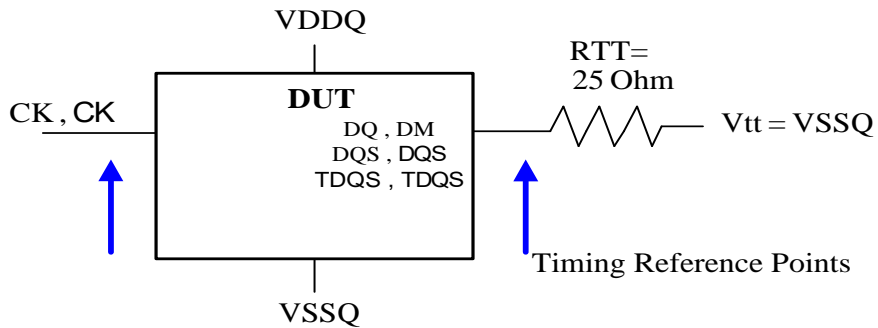 VDDQ
RTT=
25 Ohm
CK , CK
DUT
DQ , DM
DQS , DQS
TDQS , TDQS
Vtt = VSSQ
Timing Reference Points
VSSQ